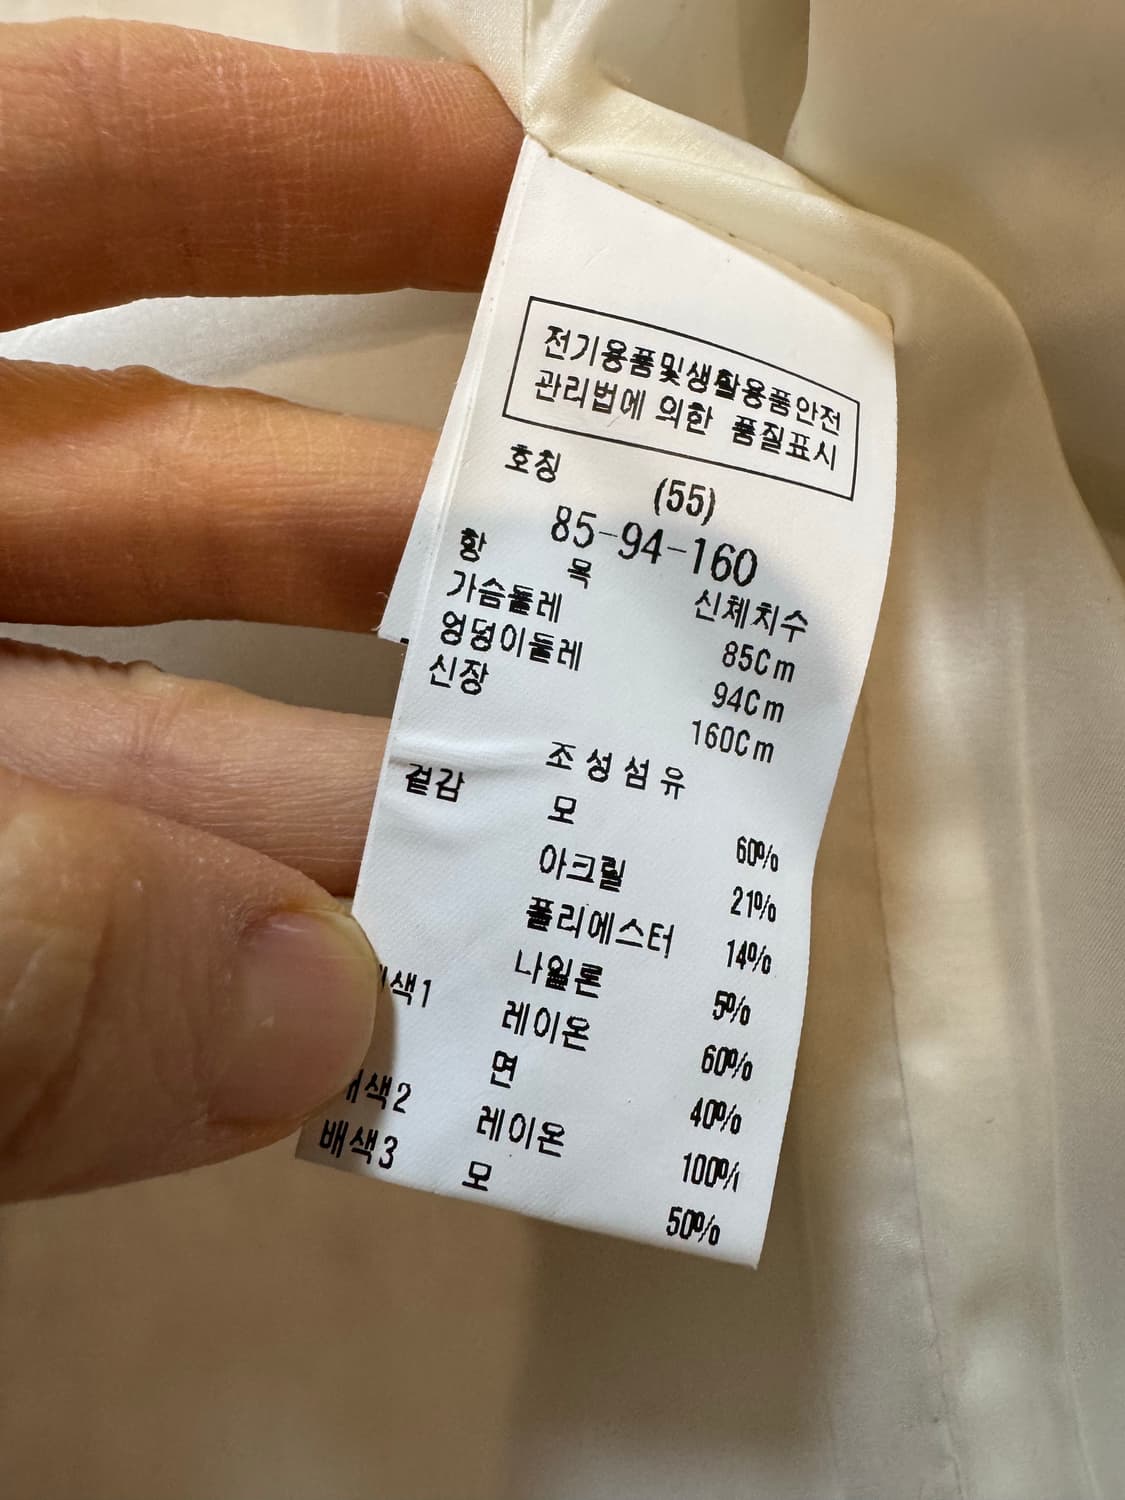 전기용품및생활용품안전
관리법에 의한 품질표시
호칭 (55)
85-94-160
항 목 신체치수
가슴둘레 85Cm
엉덩이둘레 94Cm
신장 160Cm
조성섬유
겉감 모 60%
아크릴 21%
폴리에스터 14%
나일론 5%
색1 레이온 60%
면 40%
색2 레이온 100%
배색3 모 50%